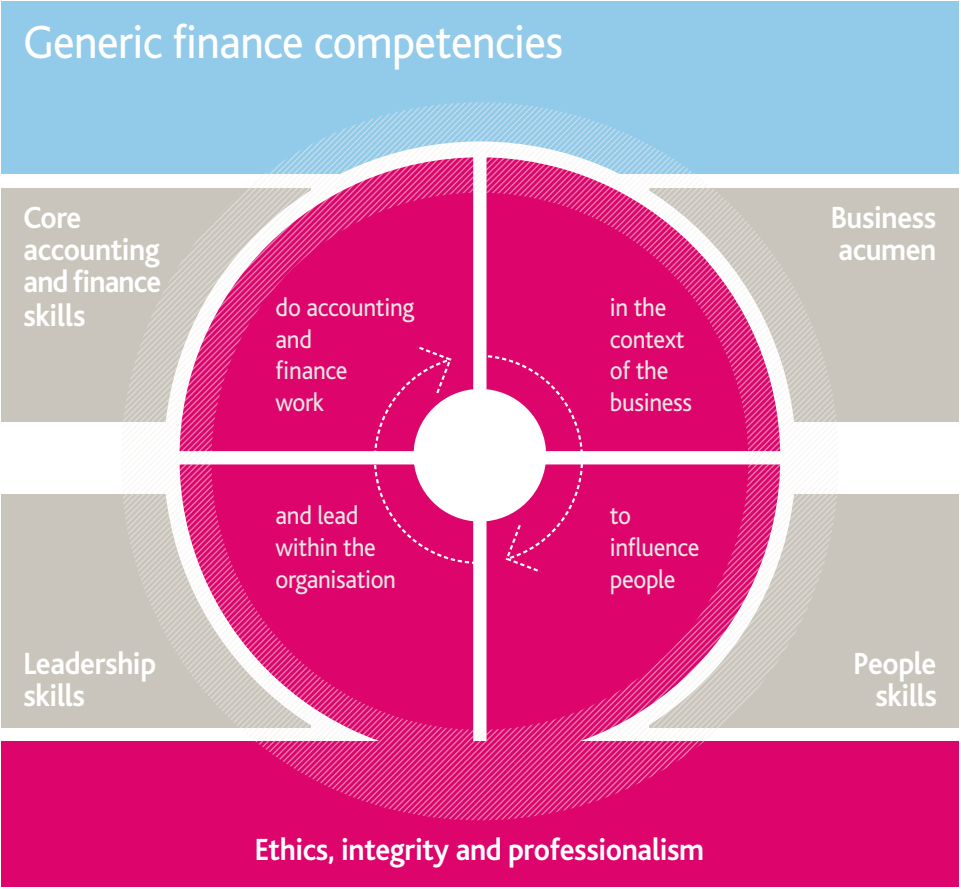 Generic finance competencies
Core
accounting
and finance
skills
Business
acumen
do accounting
and
finance
work
in the
context
of the
business
and lead
within the
organisation
to
influence
people
Leadership
skills
People
skills
Ethics, integrity and professionalism